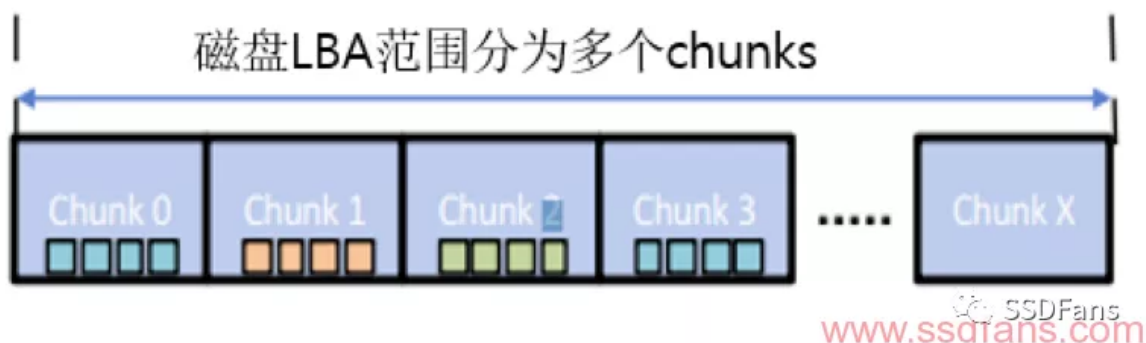 磁盘LBA范围分为多个chunks
Chunk 0 Chunk 1 Chunk 2 Chunk 3 ..... Chunk X
SSDFans
www.ssdfans.com